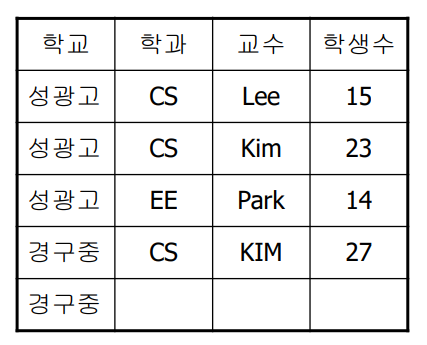 학교 학과 교수 학생수
성광고 CS Lee 15
성광고 CS Kim 23
성광고 EE Park 14
경구중 CS KIM 27
경구중